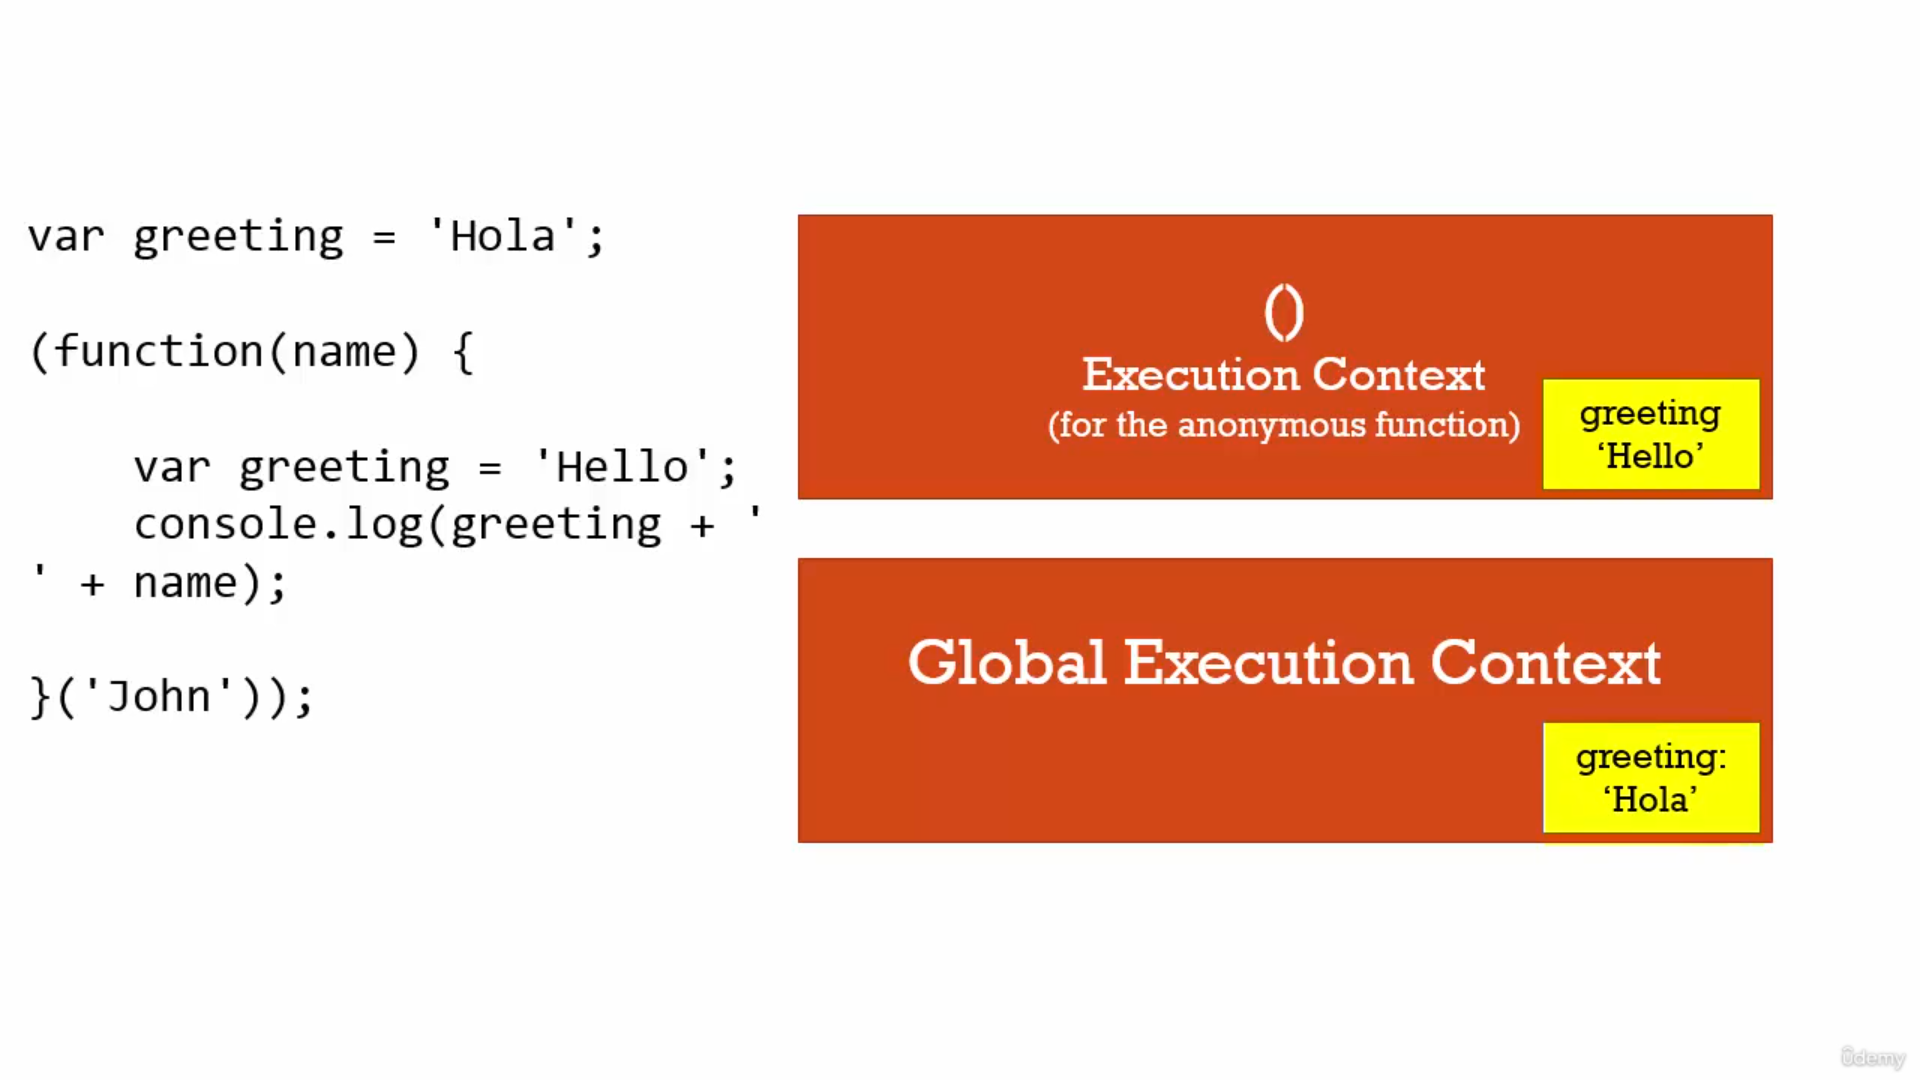 var greeting = 'Hola';
(function(name) {
var greeting = 'Hello';
console.log(greeting + '
' + name);
}('John'));
()
Execution Context
(for the anonymous function)
greeting
‘Hello’
Global Execution Context
greeting:
‘Hola’
ûdemy